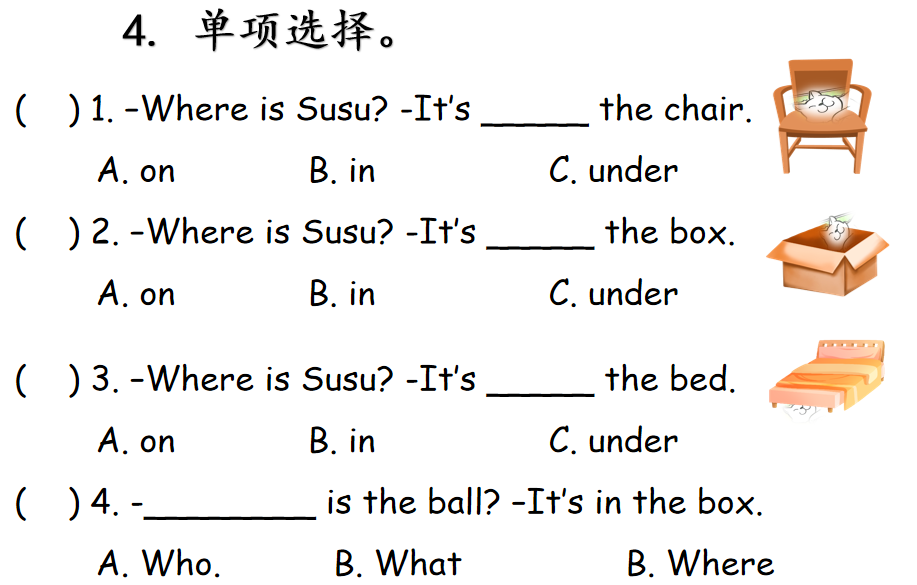 4. 单项选择。
( ) 1. –Where is Susu? -It’s ______ the chair.
A. on B. in C. under
( ) 2. –Where is Susu? -It’s ______ the box.
A. on B. in C. under
( ) 3. –Where is Susu? -It’s ______ the bed.
A. on B. in C. under
( ) 4. -_________ is the ball? –It’s in the box.
A. Who. B. What B. Where